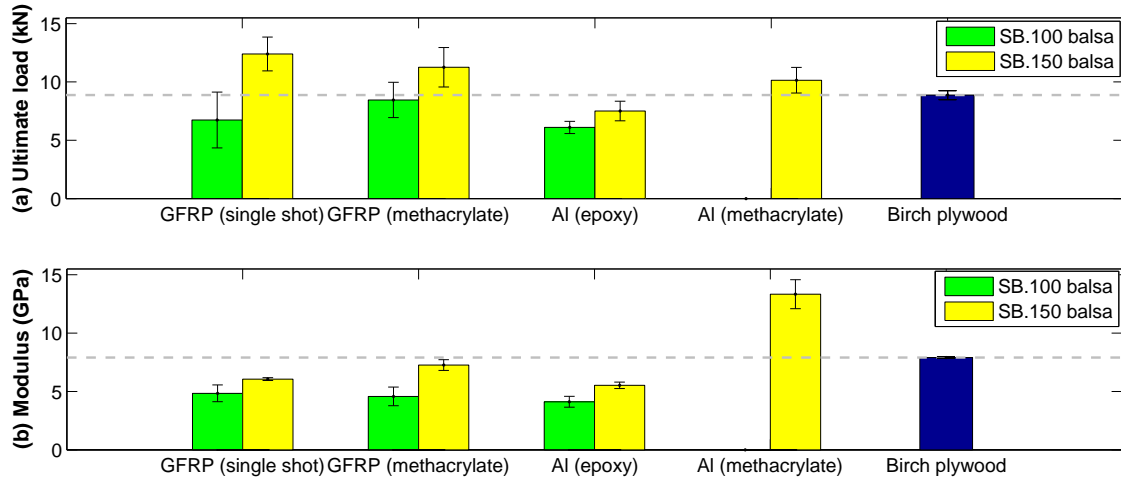 (a) Ultimate load (kN)
15
10
5
0
SB.100 balsa
SB.150 balsa
GFRP (single shot)
GFRP (methacrylate)
Al (epoxy)
Al (methacrylate)
Birch plywood
(b) Modulus (GPa)
15
10
5
0
SB.100 balsa
SB.150 balsa
GFRP (single shot)
GFRP (methacrylate)
Al (epoxy)
Al (methacrylate)
Birch plywood